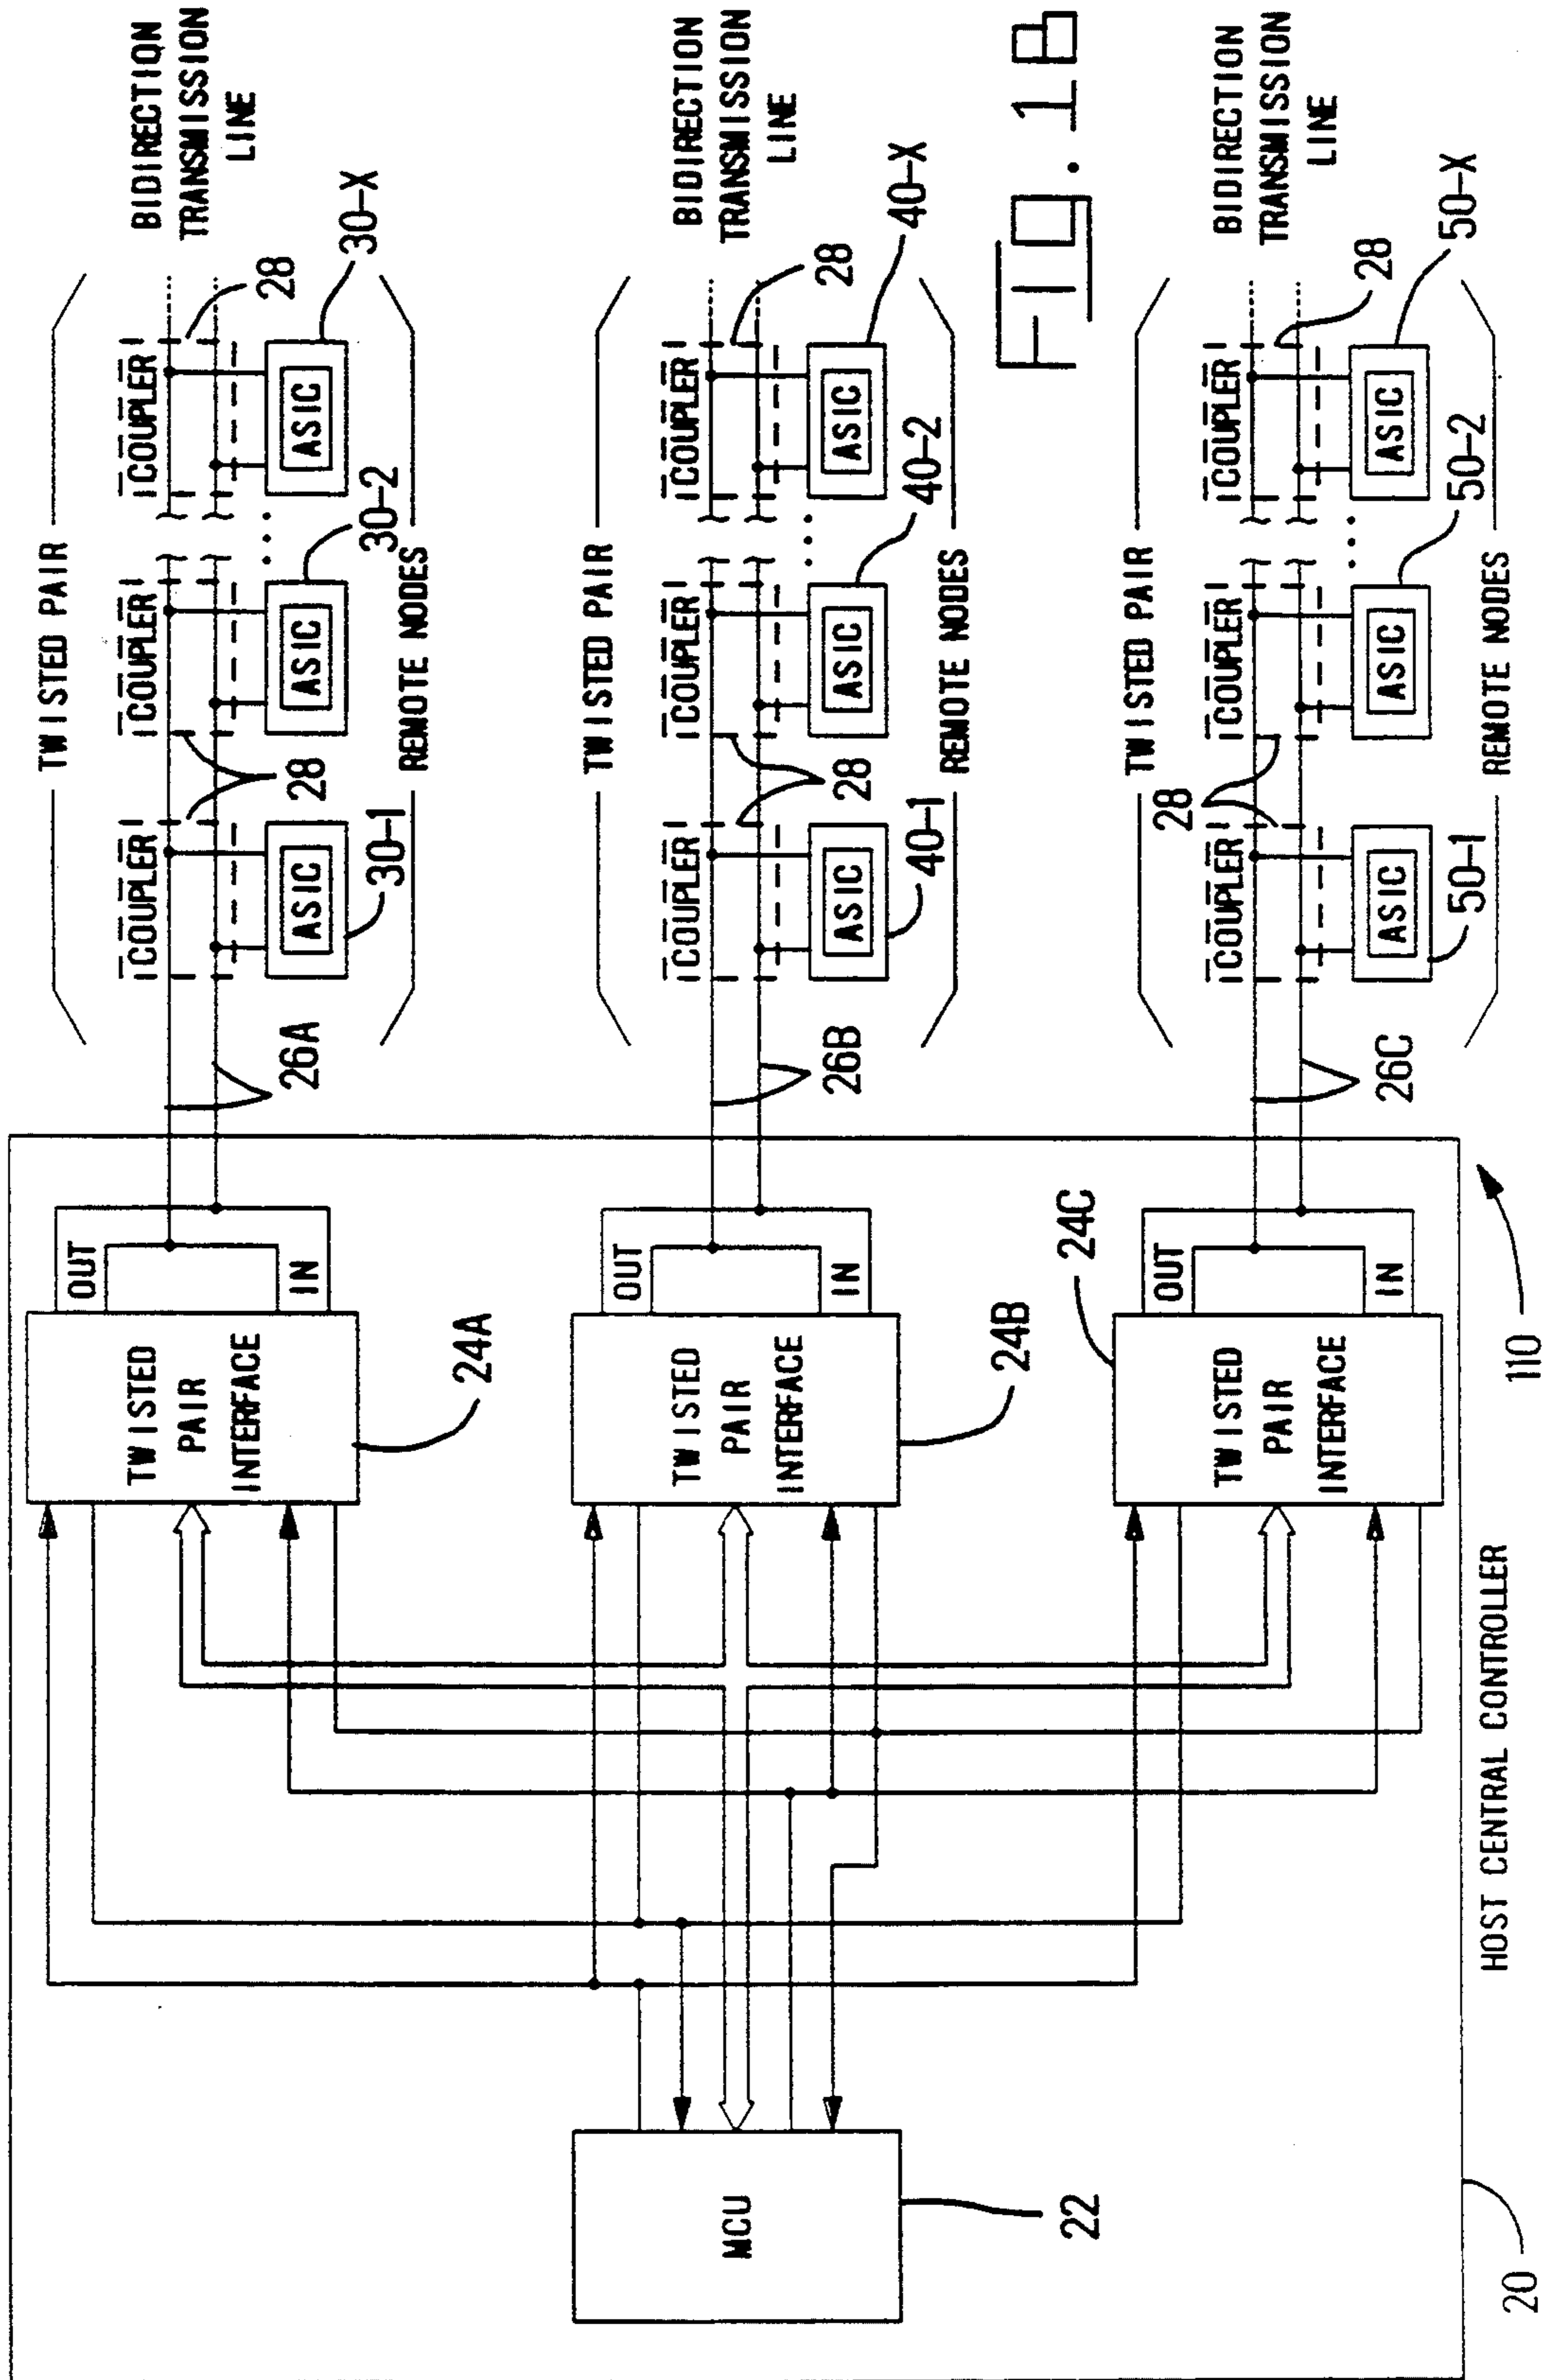 TWISTED PAIR
BIDIRECTION
TRANSMISSION
LINE
COUPLER
COUPLER
COUPLER
28
28
ASIC
ASIC
ASIC
30-1
30-2
30-X
REMOTE NODES
26A
OUT
IN
TWISTED
PAIR
INTERFACE
24A
TWISTED PAIR
BIDIRECTION
TRANSMISSION
LINE
COUPLER
COUPLER
COUPLER
28
28
ASIC
ASIC
ASIC
40-1
40-2
40-X
REMOTE NODES
26B
OUT
IN
TWISTED
PAIR
INTERFACE
24B
MCU
22
FIG. 1B
TWISTED PAIR
BIDIRECTION
TRANSMISSION
LINE
COUPLER
COUPLER
COUPLER
28
28
ASIC
ASIC
ASIC
50-1
50-2
50-X
REMOTE NODES
26C
OUT
IN
TWISTED
PAIR
INTERFACE
24C
HOST CENTRAL CONTROLLER
20
110